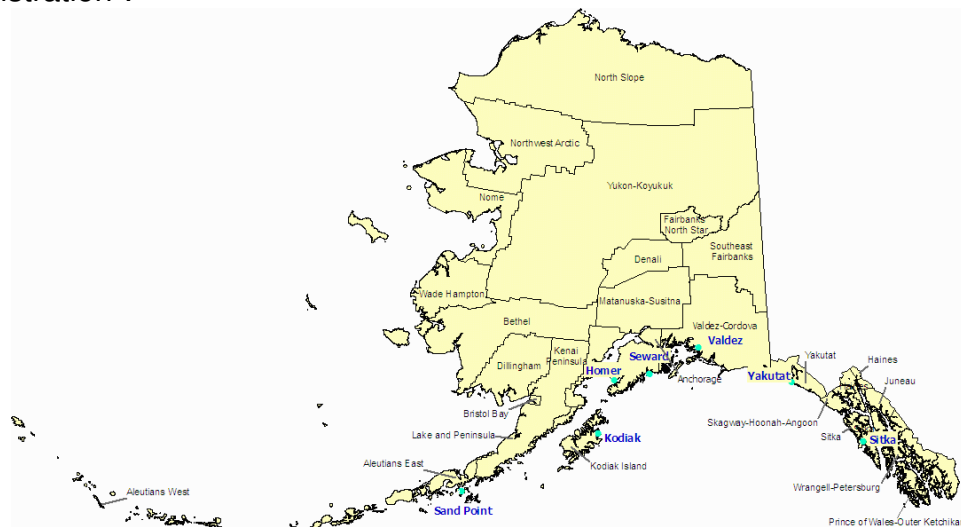 istration .
North Slope
Northwest Arctic
Yukon-Koyukuk
Nome
Fairbanks
North Star
Southeast
Fairbanks
Denali
Wade Hampton
Matanuska-Susitna
Bethel
Valdez-Cordova
Valdez
Kenai
Peninsula
Seward
Dillingham
Homer
Anchorage
Yakutat
Yakutat
Haines
Juneau
Bristol Bay
Skagway-Hoonah-Angoon
Lake and Peninsula
Kodiak
Sitka
Sitka
Kodiak Island
Aleutians East
Wrangell-Petersburg
Aleutians West
Sand Point
Prince of Wales-Outer Ketchika